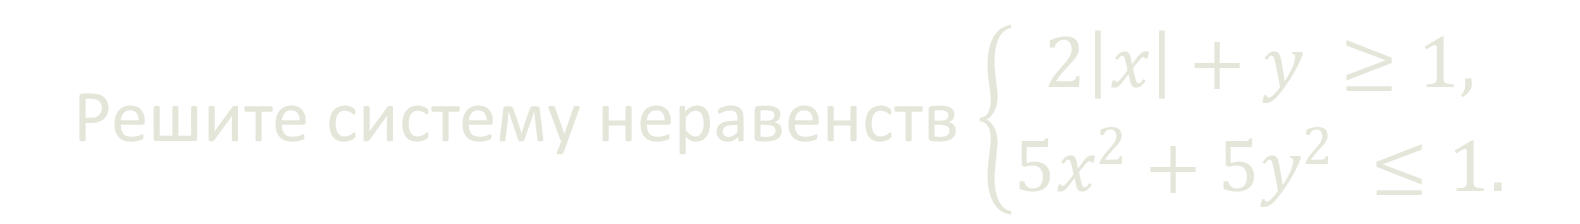 Решите систему неравенств { 2|x| + y ≥ 1,
5x² + 5y² ≤ 1.